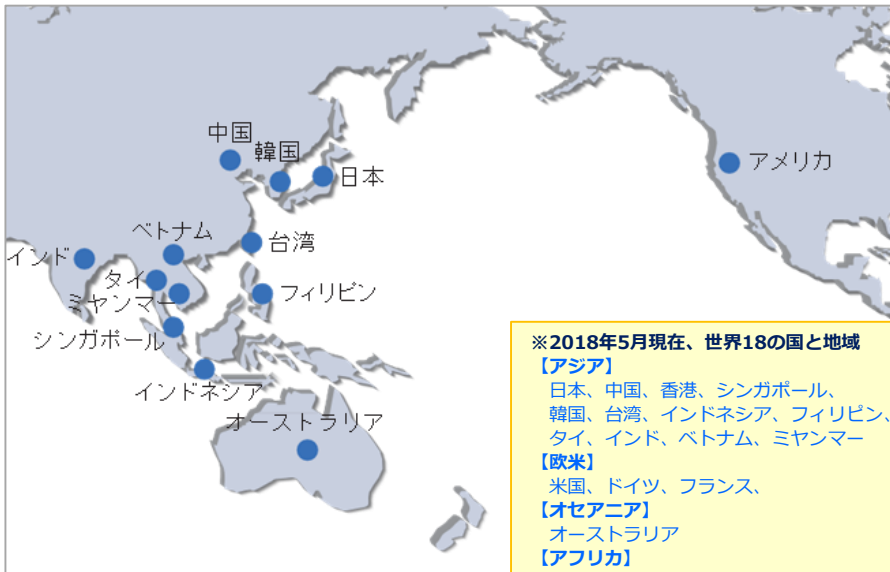 中国
韓国
日本
アメリカ
ベトナム
台湾
インド
タイ
ミャンマー
フィリピン
シンガポール
インドネシア
オーストラリア
※2018年5月現在、世界18の国と地域
【アジア】
日本、中国、香港、シンガポール、
韓国、台湾、インドネシア、フィリピン、
タイ、インド、ベトナム、ミャンマー
【欧米】
米国、ドイツ、フランス、
【オセアニア】
オーストラリア
【アフリカ】